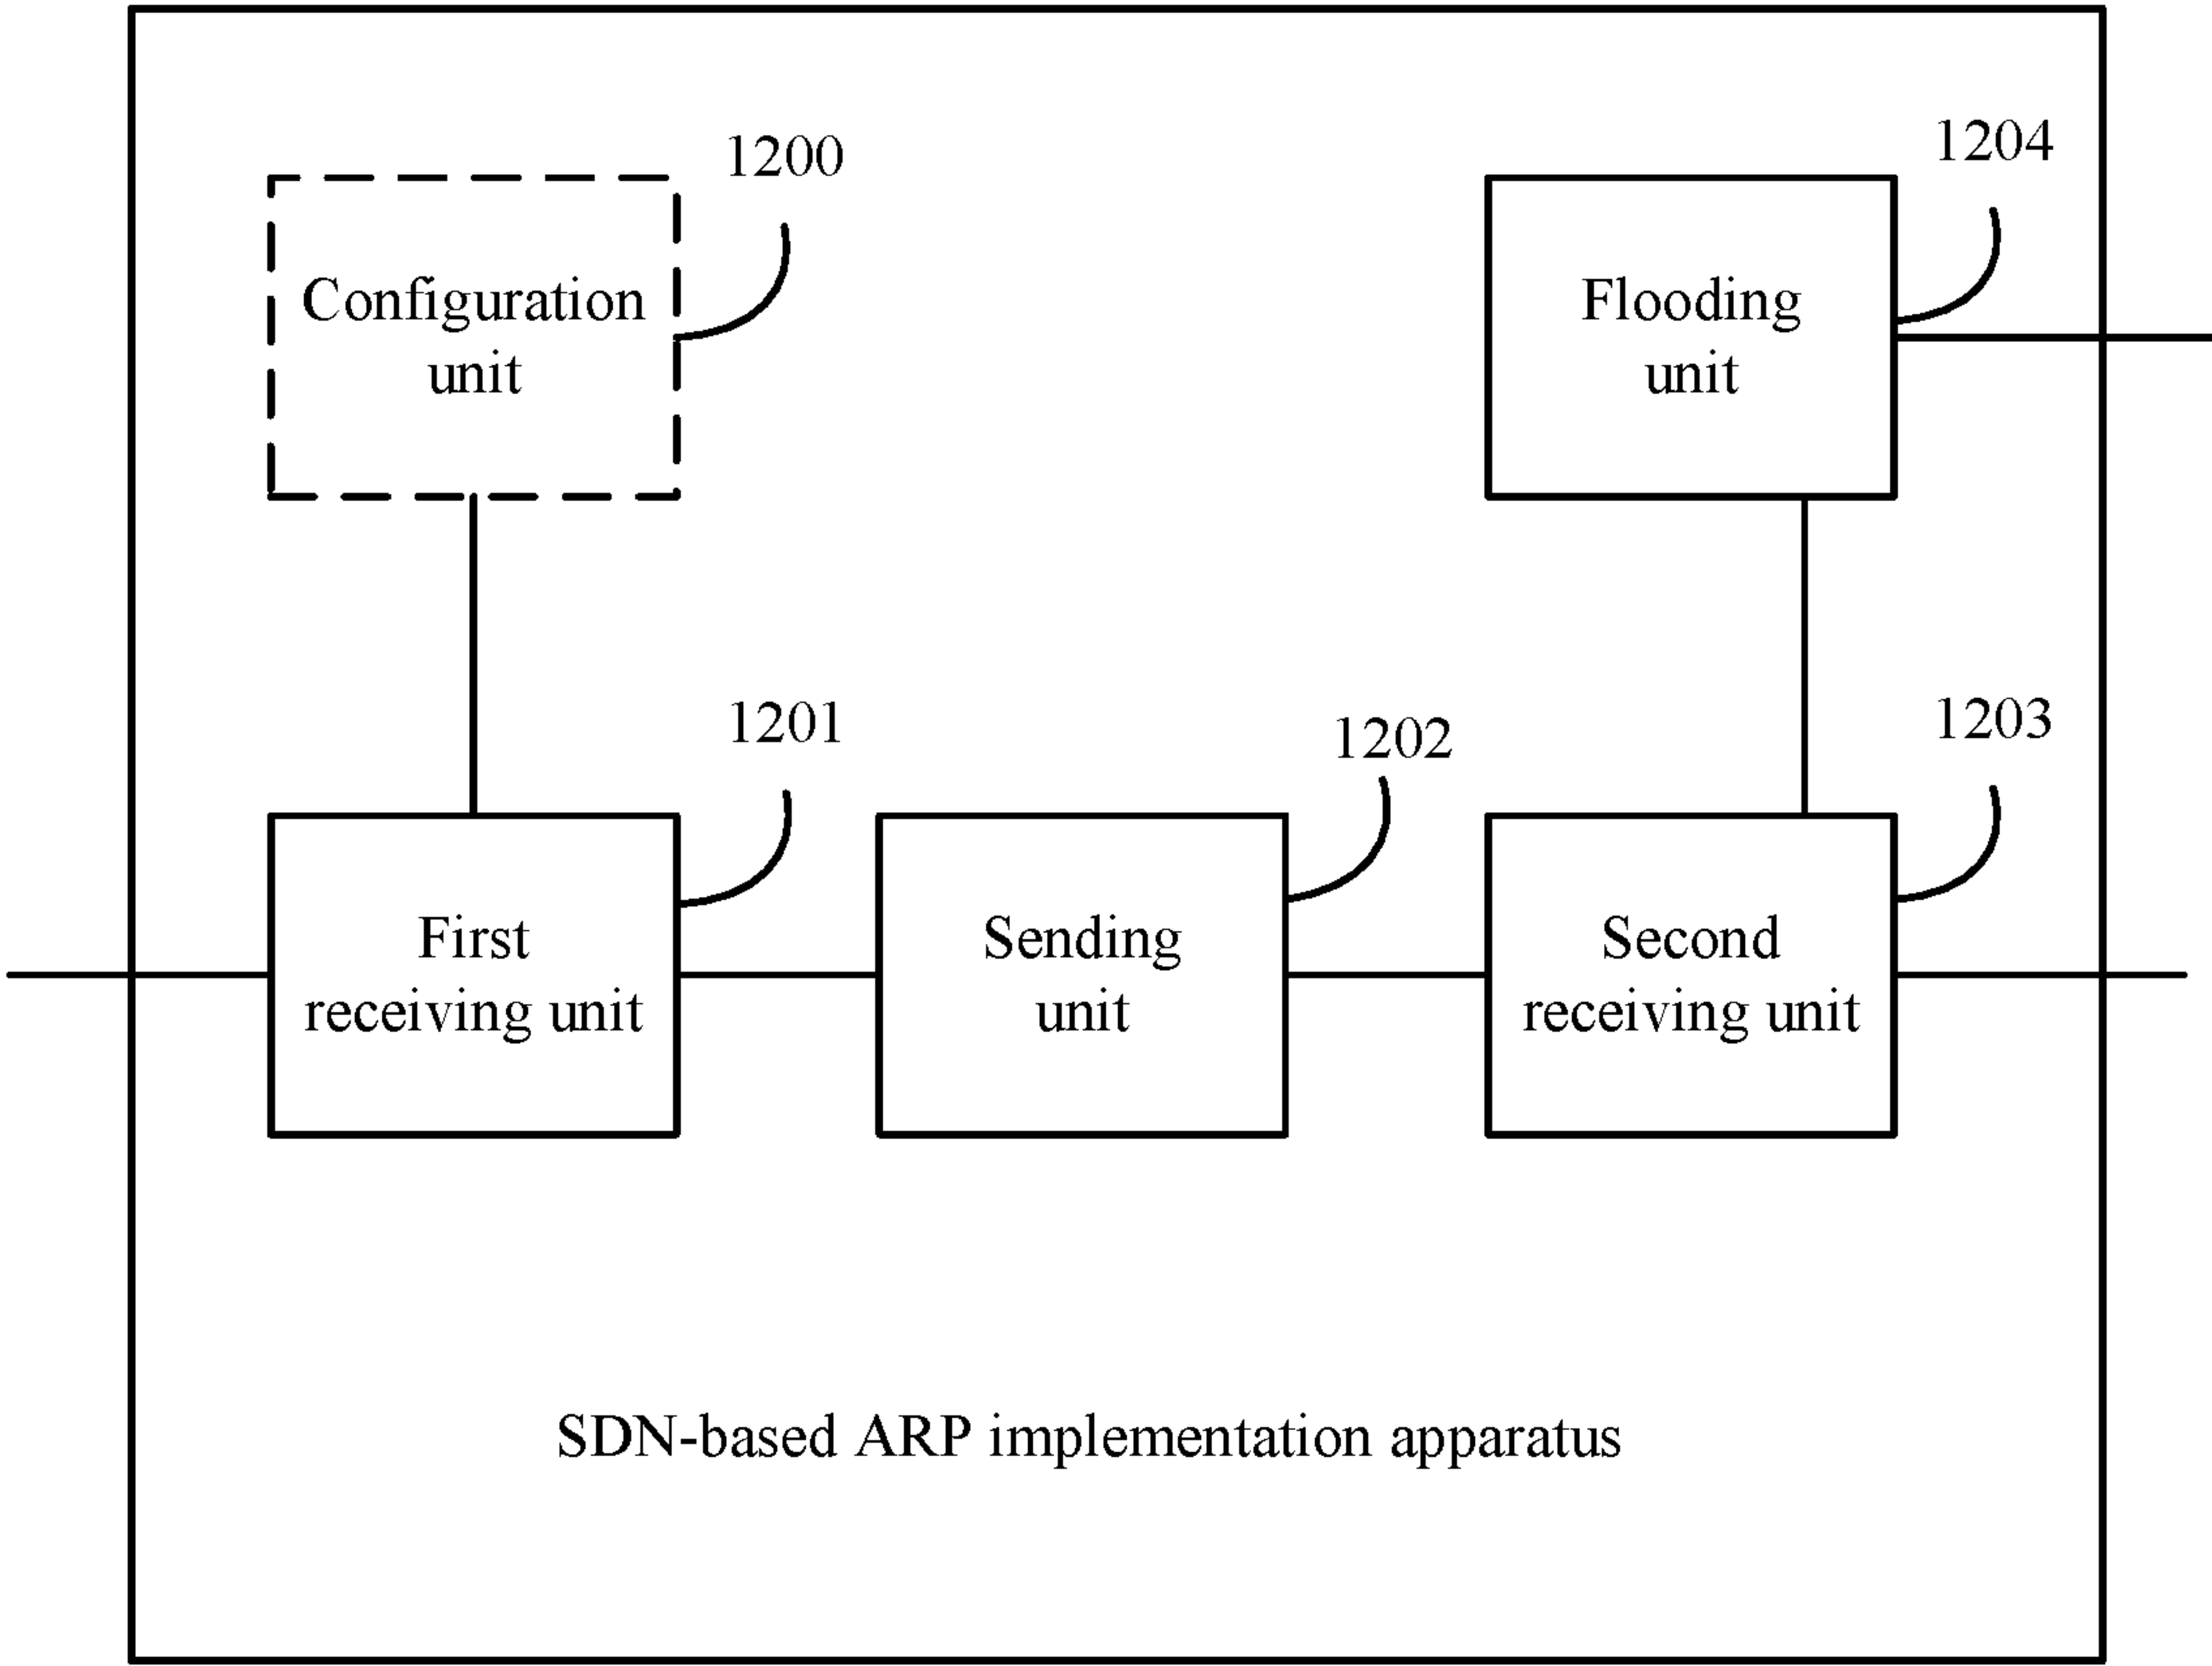 1200
1204
Configuration
unit
Flooding
unit
1201
1202
1203
First
receiving unit
Sending
unit
Second
receiving unit
SDN-based ARP implementation apparatus